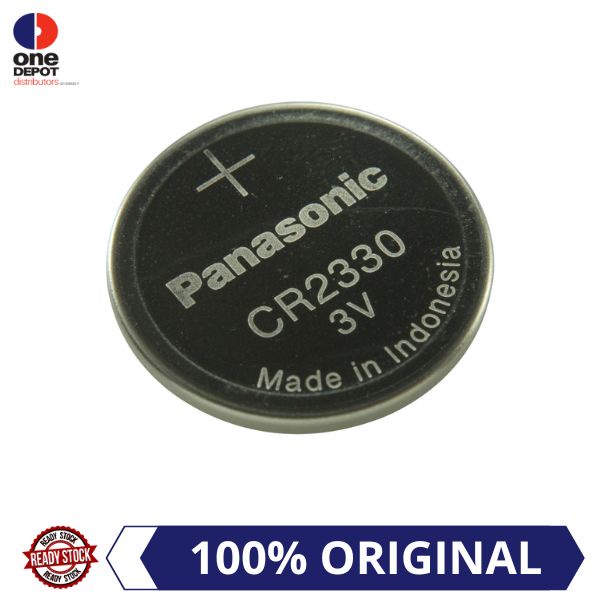 one
DEPOT
distributors
+
Panasonic
CR2330
3V
Made in Indonesia
READY STOCK
READY STOCK
READY STOCK
100% ORIGINAL